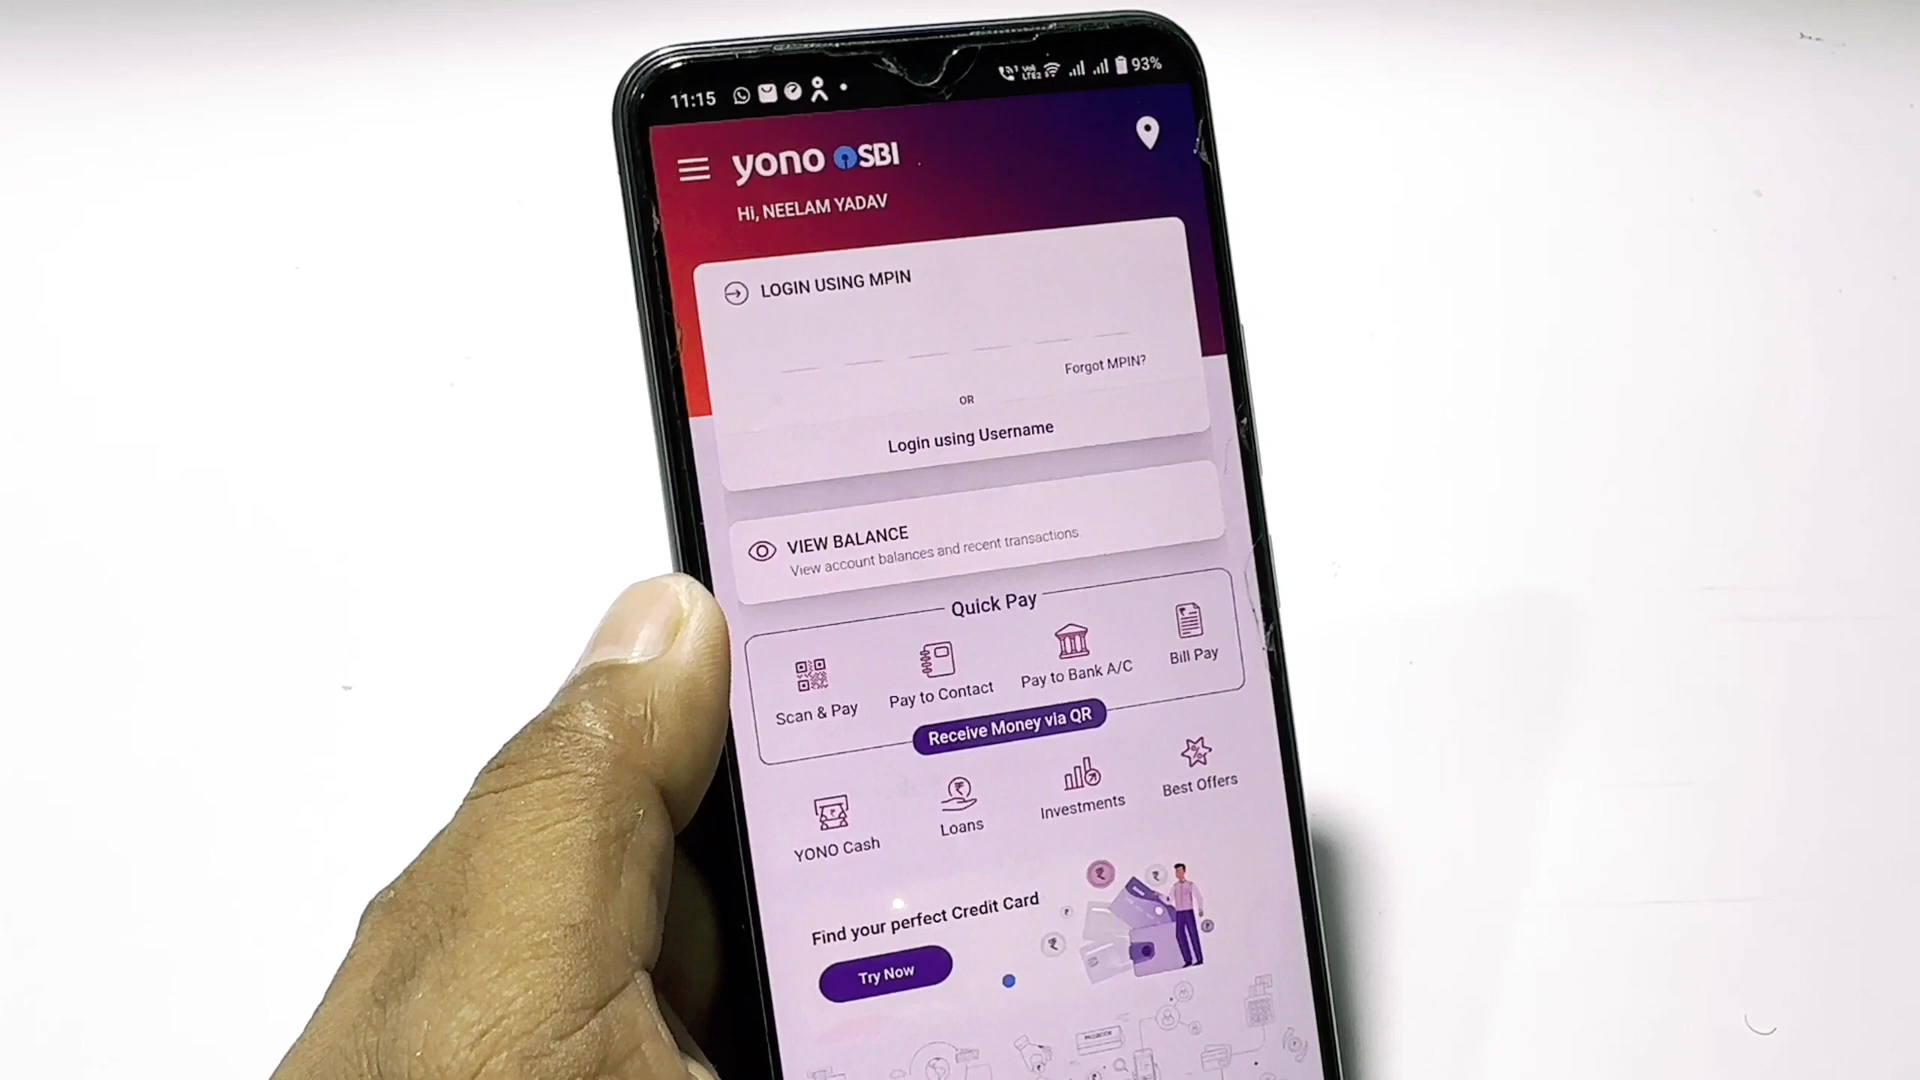 11:15
Vo)
LTE2
93%
yono SBI
Hi, NEELAM YADAV
LOGIN USING MPIN
Forgot MPIN?
OR
Login using Username
VIEW BALANCE
View account balances and recent transactions.
Quick Pay
Scan & Pay
Pay to Contact
Pay to Bank A/C
Bill Pay
Receive Money via QR
YONO Cash
Loans
Investments
Best Offers
Find your perfect Credit Card
Try Now